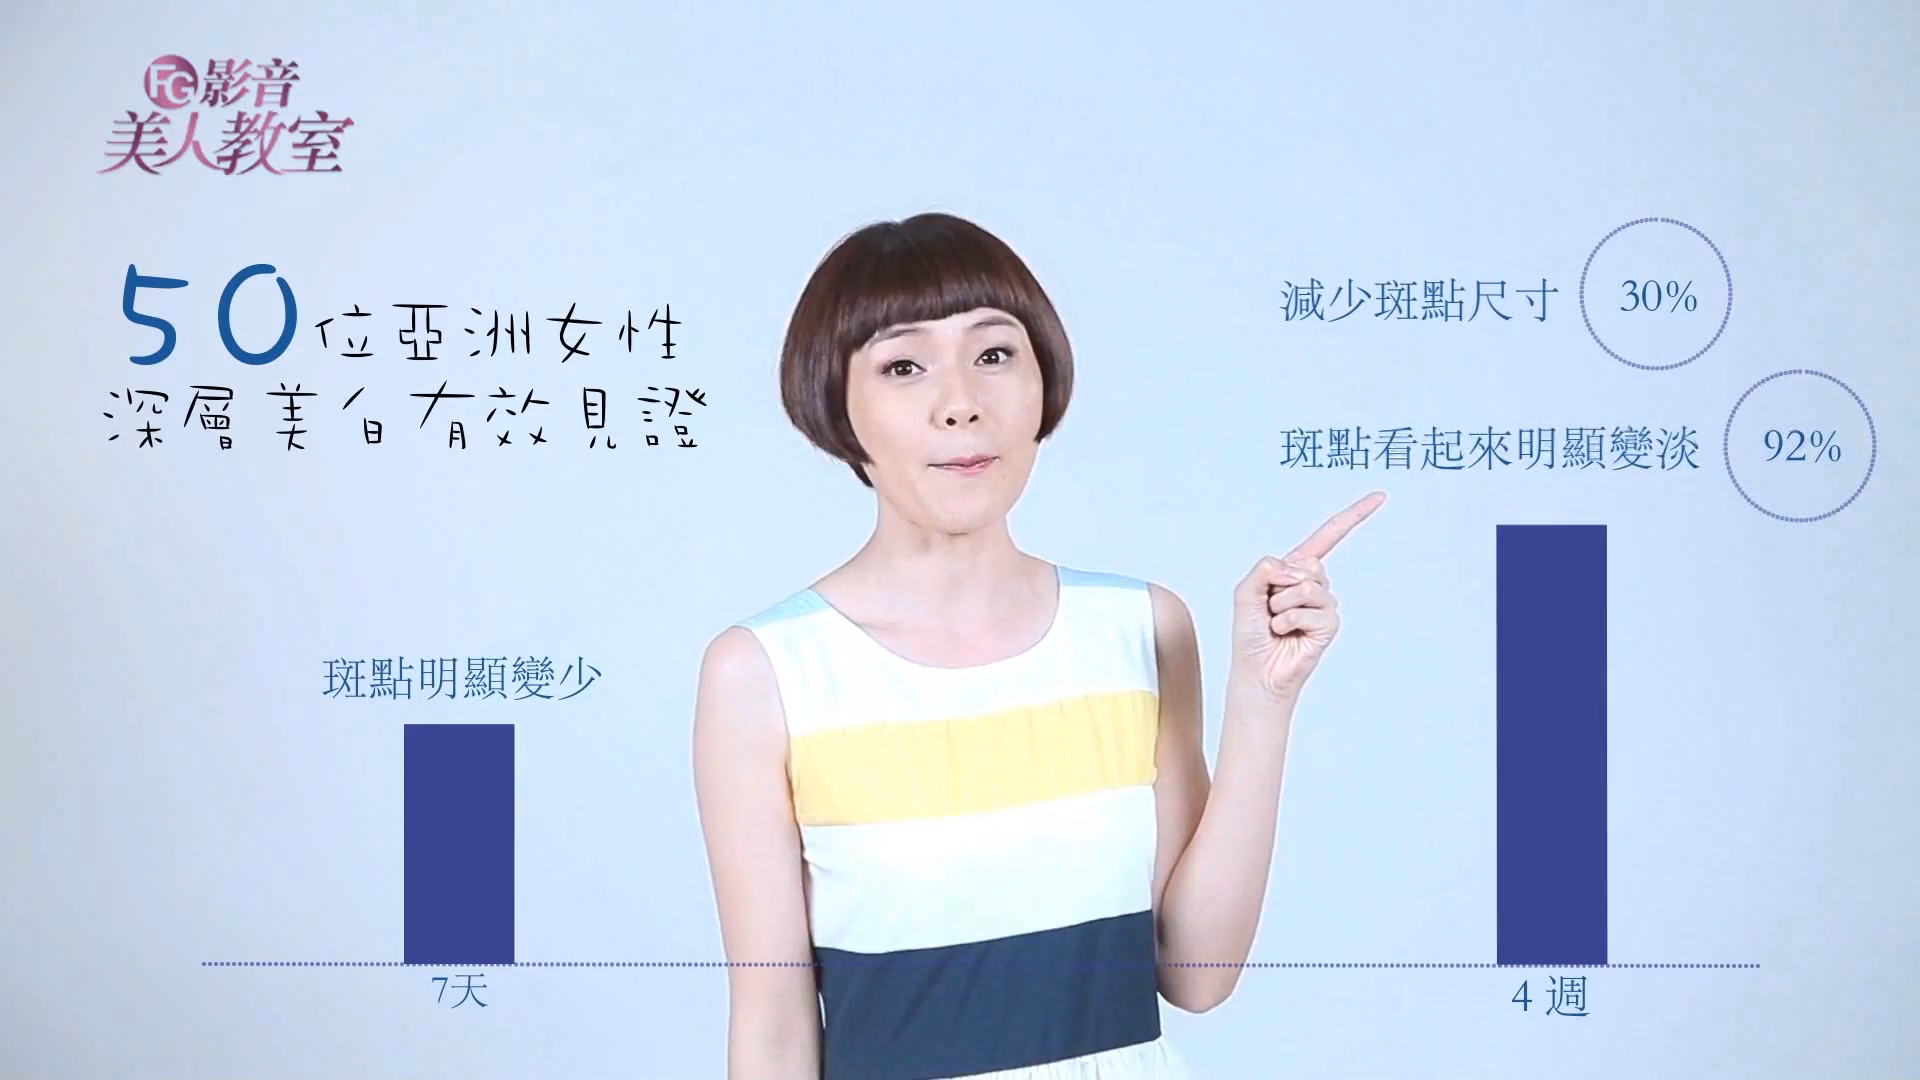 FG影音
美人教室
50位亞洲女性
深層美白有效見證
減少斑點尺寸 30%
斑點看起來明顯變淡 92%
斑點明顯變少
7天
4 週